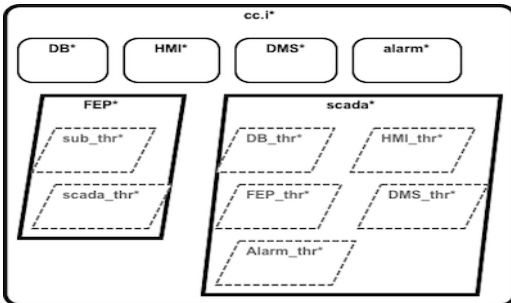 cc.i*
DB*
HMI*
DMS*
alarm*
FEP*
sub_thr*
scada_thr*
scada*
DB_thr*
HMI_thr*
FEP_thr*
DMS_thr*
Alarm_thr*